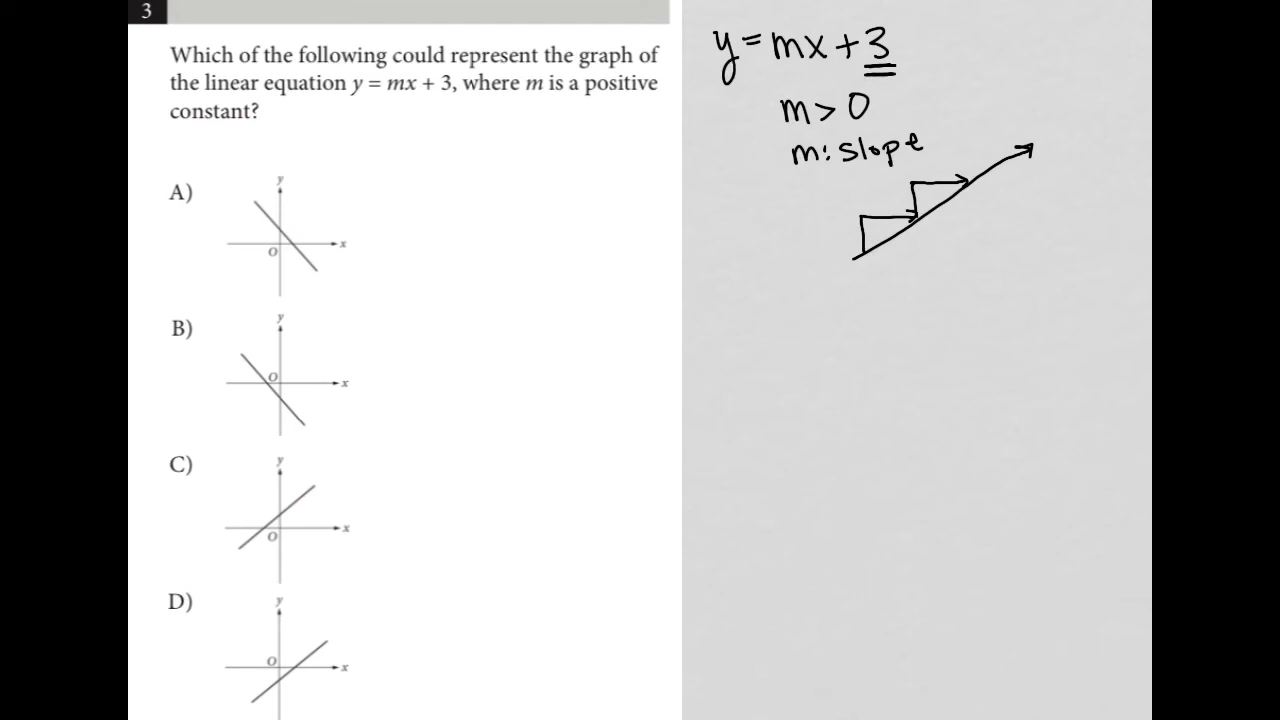 3
Which of the following could represent the graph of
the linear equation y = mx + 3, where m is a positive
constant?
A)
y
x
O
B)
y
O
x
C)
y
x
O
D)
y
O
x
y = mx + 3
m > 0
m: slope